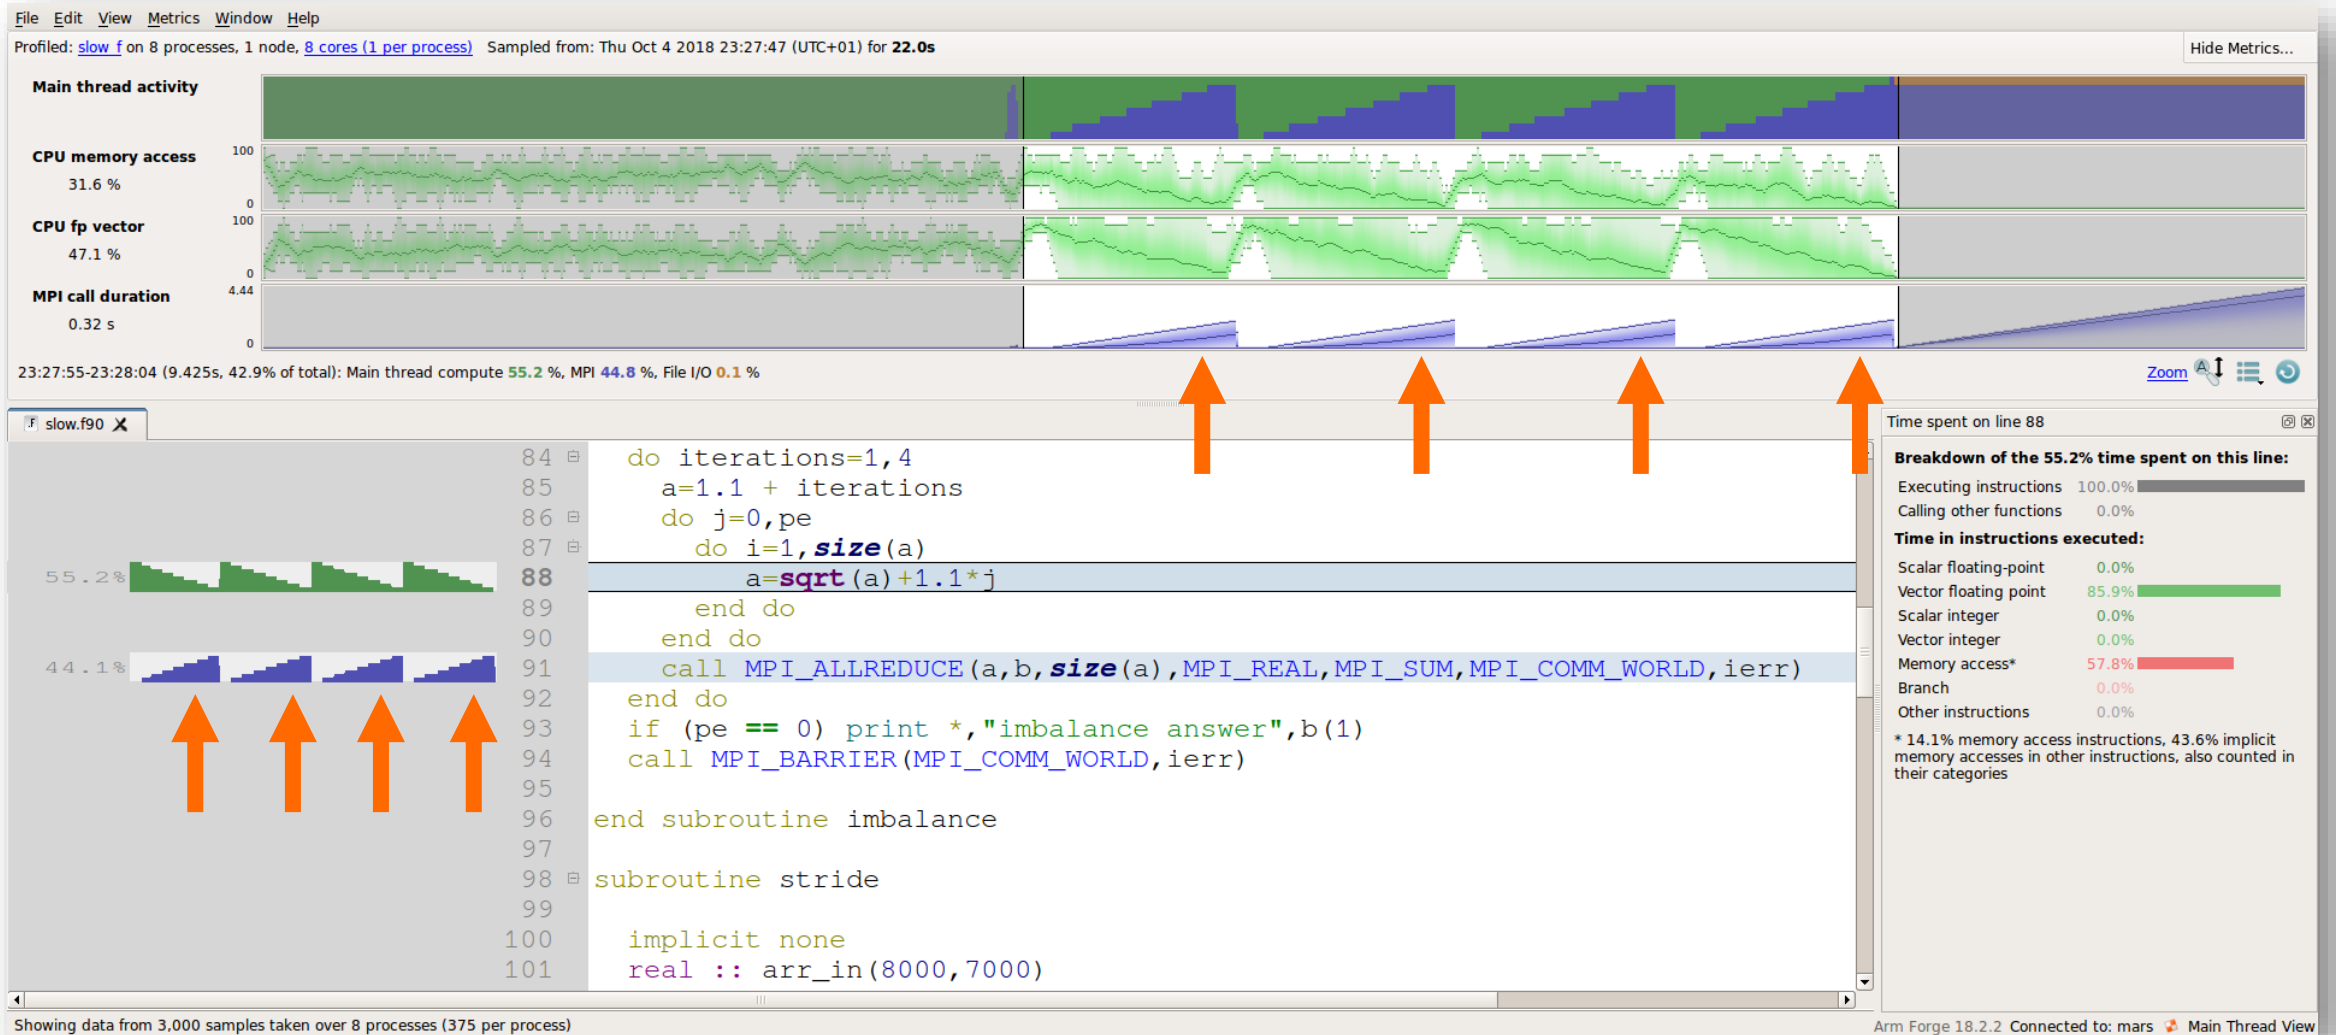 File Edit View Metrics Window Help
Profiled: slow_f on 8 processes, 1 node, 8 cores (1 per process) Sampled from: Thu Oct 4 2018 23:27:47 (UTC+01) for 22.0s
Hide Metrics...
Main thread activity
CPU memory access
31.6 %
100
0
CPU fp vector
47.1 %
100
0
MPI call duration
0.32 s
4.44
0
23:27:55-23:28:04 (9.425s, 42.9% of total): Main thread compute 55.2 %, MPI 44.8 %, File I/O 0.1 %
Zoom
F slow.f90
84 do iterations=1,4
85 a=1.1 + iterations
86 do j=0,pe
87 do i=1,size(a)
55.2% 88 a=sqrt(a)+1.1*j
89 end do
90 end do
44.1% 91 call MPI_ALLREDUCE(a,b,size(a),MPI_REAL,MPI_SUM,MPI_COMM_WORLD,ierr)
92 end do
93 if (pe == 0) print *,"imbalance answer",b(1)
94 call MPI_BARRIER(MPI_COMM_WORLD,ierr)
95
96 end subroutine imbalance
97
98 subroutine stride
99
100 implicit none
101 real :: arr_in(8000,7000)
Time spent on line 88
Breakdown of the 55.2% time spent on this line:
Executing instructions 100.0%
Calling other functions 0.0%
Time in instructions executed:
Scalar floating-point 0.0%
Vector floating point 85.9%
Scalar integer 0.0%
Vector integer 0.0%
Memory access* 57.8%
Branch 0.0%
Other instructions 0.0%
* 14.1% memory access instructions, 43.6% implicit
memory accesses in other instructions, also counted in
their categories
Showing data from 3,000 samples taken over 8 processes (375 per process)
Arm Forge 18.2.2 Connected to: mars Main Thread View